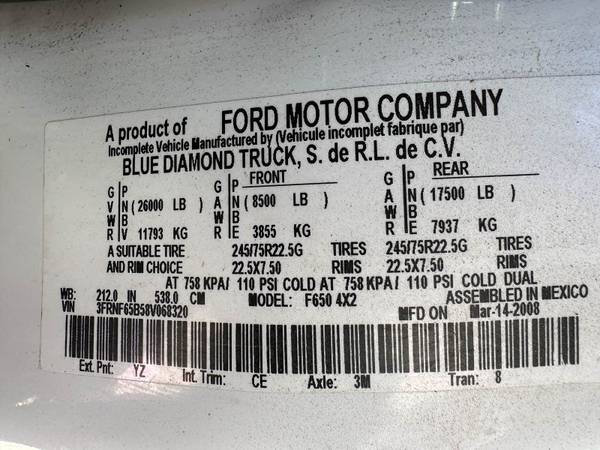 A product of FORD MOTOR COMPANY
Incomplete Vehicle Manufactured by (Vehicule incomplet fabrique par)
BLUE DIAMOND TRUCK, S. de R.L. de C.V.
FRONT REAR
G P G P G P
V N ( 26000 LB ) A N ( 8500 LB ) A N ( 17500 LB )
W B W B W B
R V 11793 KG R E 3855 KG R E 7937 KG
A SUITABLE TIRE 245/75R22.5G TIRES 245/75R22.5G TIRES
AND RIM CHOICE 22.5X7.50 RIMS 22.5X7.50 RIMS
AT 758 KPA/ 110 PSI COLD AT 758 KPA/ 110 PSI COLD DUAL
WB: 212.0 IN 538.0 CM MODEL: F650 4X2 ASSEMBLED IN MEXICO
VIN 3FRNF65B58V068320 MFD ON Mar-14-2008
Ext. Pnt: YZ Int. Trim: CE Axle: 3M Tran: 8